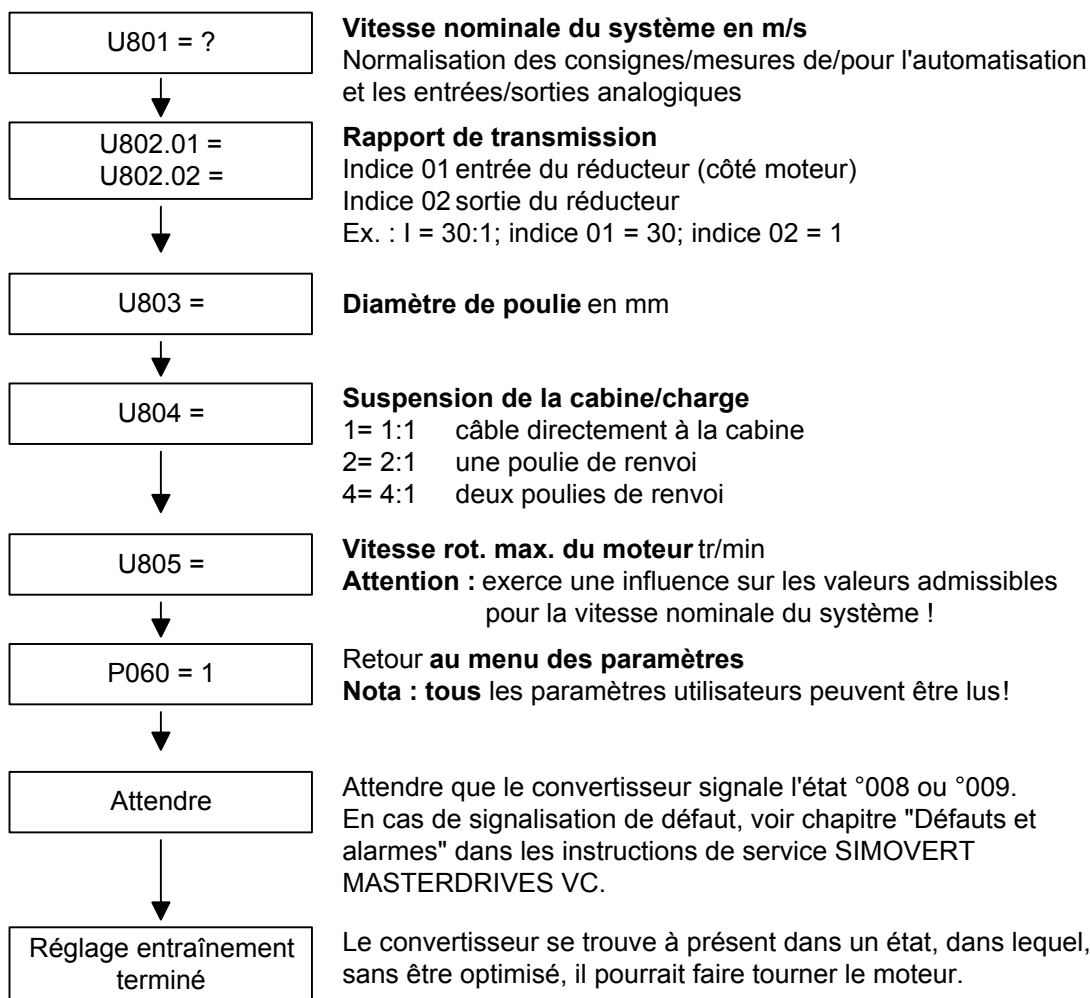 U801 = ?
Vitesse nominale du système en m/s
Normalisation des consignes/mesures de/pour l'automatisation
et les entrées/sorties analogiques
U802.01 =
U802.02 =
Rapport de transmission
Indice 01 entrée du réducteur (côté moteur)
Indice 02 sortie du réducteur
Ex. : I = 30:1; indice 01 = 30; indice 02 = 1
U803 =
Diamètre de poulie en mm
U804 =
Suspension de la cabine/charge
1= 1:1 câble directement à la cabine
2= 2:1 une poulie de renvoi
4= 4:1 deux poulies de renvoi
U805 =
Vitesse rot. max. du moteur tr/min
Attention : exerce une influence sur les valeurs admissibles
pour la vitesse nominale du système !
P060 = 1
Retour au menu des paramètres
Nota : tous les paramètres utilisateurs peuvent être lus!
Attendre
Attendre que le convertisseur signale l'état °008 ou °009.
En cas de signalisation de défaut, voir chapitre "Défauts et
alarmes" dans les instructions de service SIMOVERT
MASTERDRIVES VC.
Réglage entraînement
terminé
Le convertisseur se trouve à présent dans un état, dans lequel,
sans être optimisé, il pourrait faire tourner le moteur.